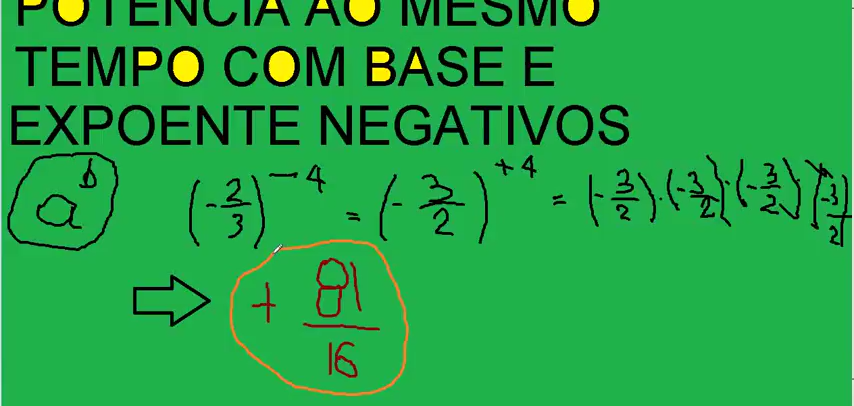 POTÊNCIA AO MESMO
TEMPO COM BASE E
EXPOENTE NEGATIVOS
a^b (-2/3)^-4 = (-3/2)^+4 = (-3/2)·(-3/2)·(-3/2)·(-3/2)
+ 81/16